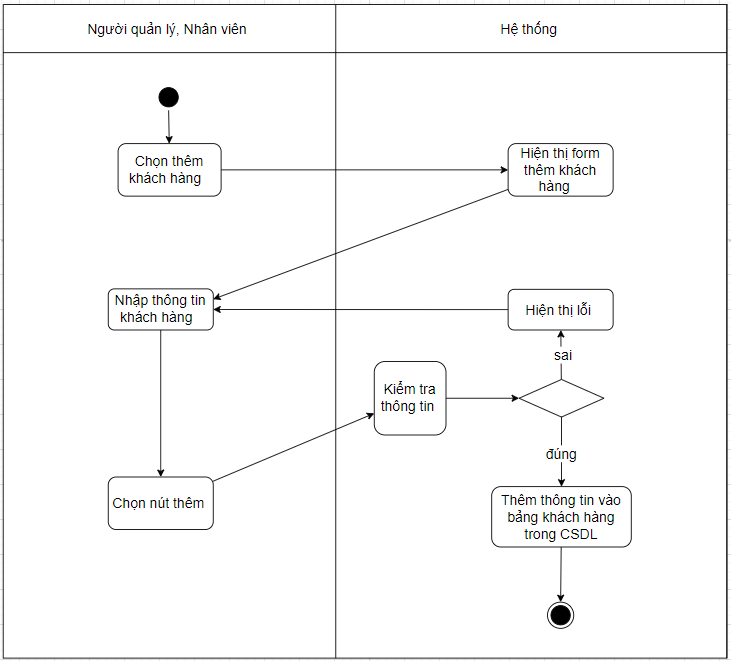 Người quản lý, Nhân viên
Hệ thống
Chọn thêm
khách hàng
Hiện thị form
thêm khách
hàng
Nhập thông tin
khách hàng
Hiện thị lỗi
sai
Kiểm tra
thông tin
đúng
Chọn nút thêm
Thêm thông tin vào
bảng khách hàng
trong CSDL